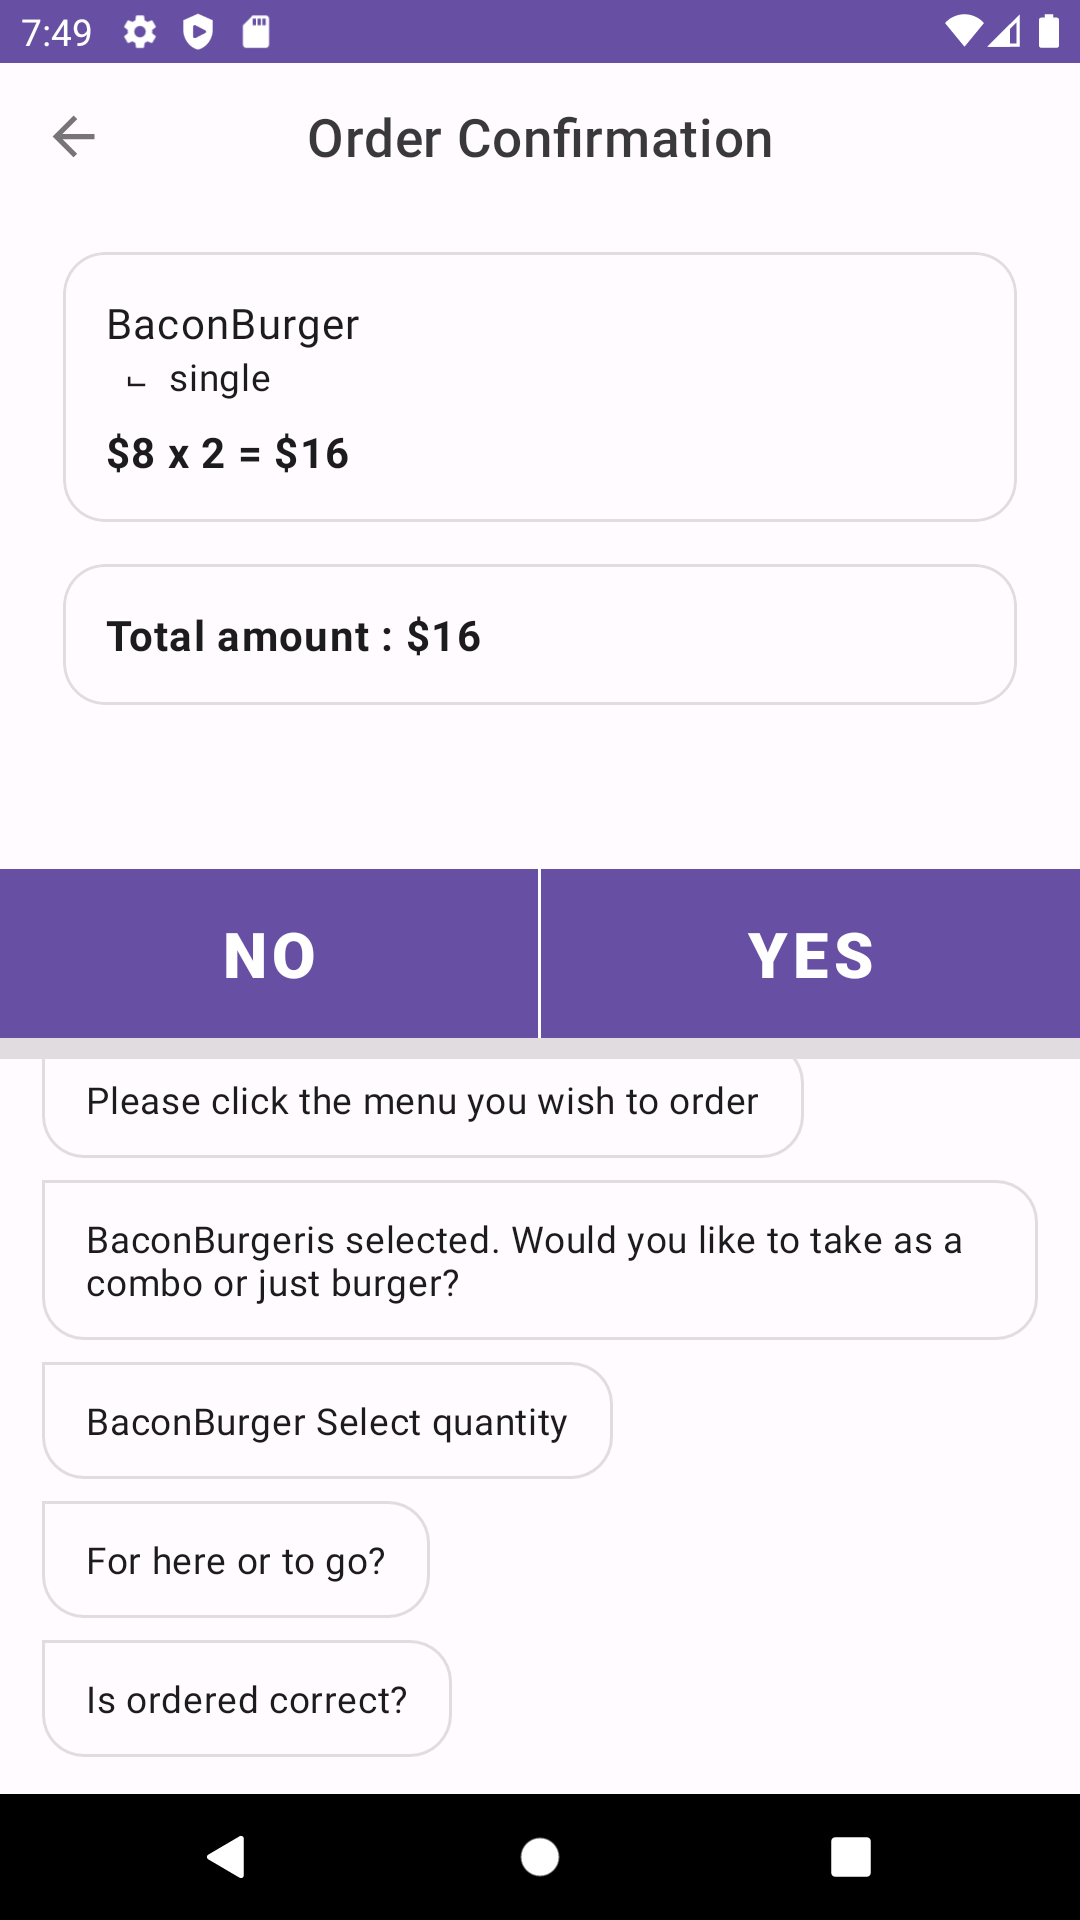 7:49
Order Confirmation
BaconBurger
ㄴ single
$8 x 2 = $16
Total amount : $16
NO
YES
Please click the menu you wish to order
BaconBurgeris selected. Would you like to take as a
combo or just burger?
BaconBurger Select quantity
For here or to go?
Is ordered correct?